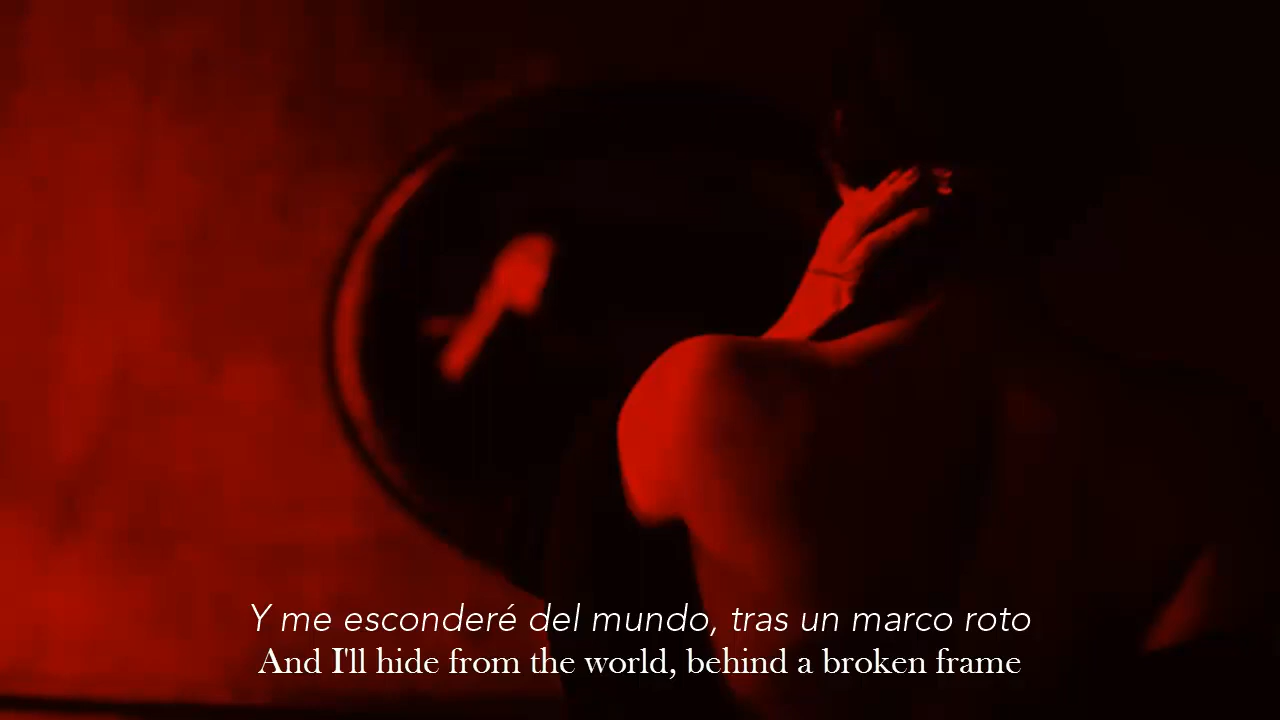 Y me esconderé del mundo, tras un marco roto
And I'll hide from the world, behind a broken frame